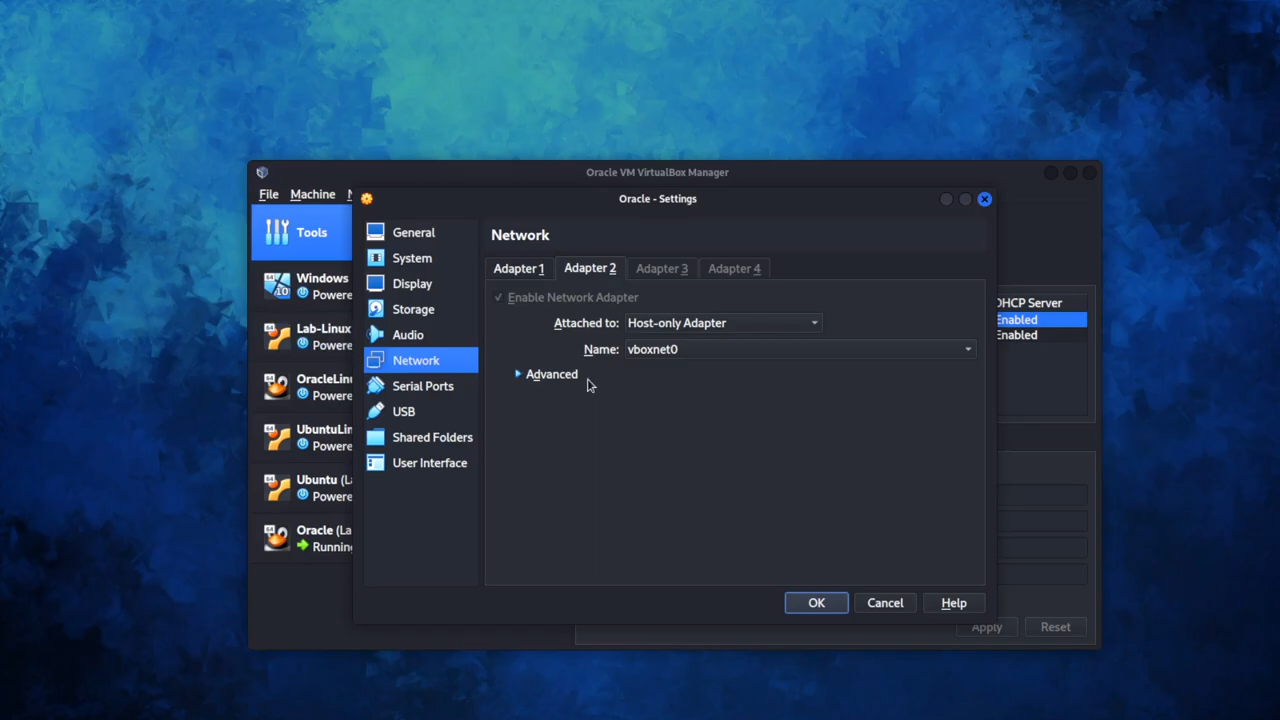 Oracle VM VirtualBox Manager
File Machine N
Oracle - Settings
Tools
Windows
Powere
Lab-Linux
Powere
OracleLin
Powere
UbuntuLin
Powere
Ubuntu (La
Powere
Oracle (La
Running
General
System
Display
Storage
Audio
Network
Serial Ports
USB
Shared Folders
User Interface
Network
Adapter 1 Adapter 2 Adapter 3 Adapter 4
Enable Network Adapter
Attached to: Host-only Adapter
Name: vboxnet0
Advanced
OK Cancel Help
DHCP Server
Enabled
Enabled
Apply Reset